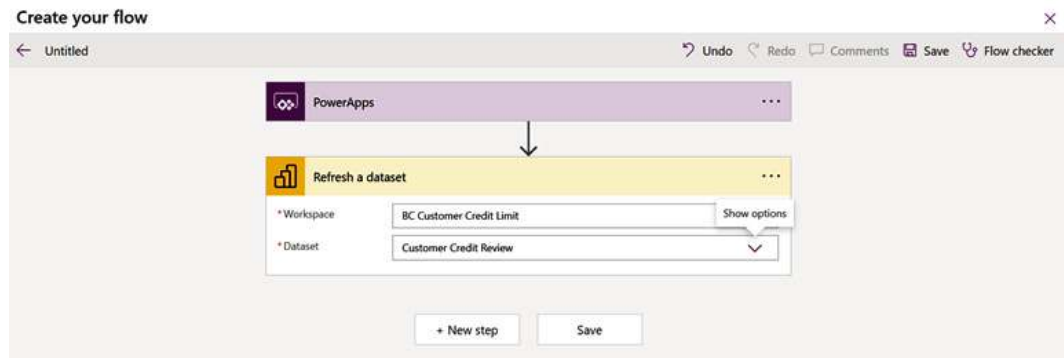 Create your flow
Untitled Undo Redo Comments Save Flow checker
PowerApps
Refresh a dataset
* Workspace BC Customer Credit Limit Show options
* Dataset Customer Credit Review
+ New step Save